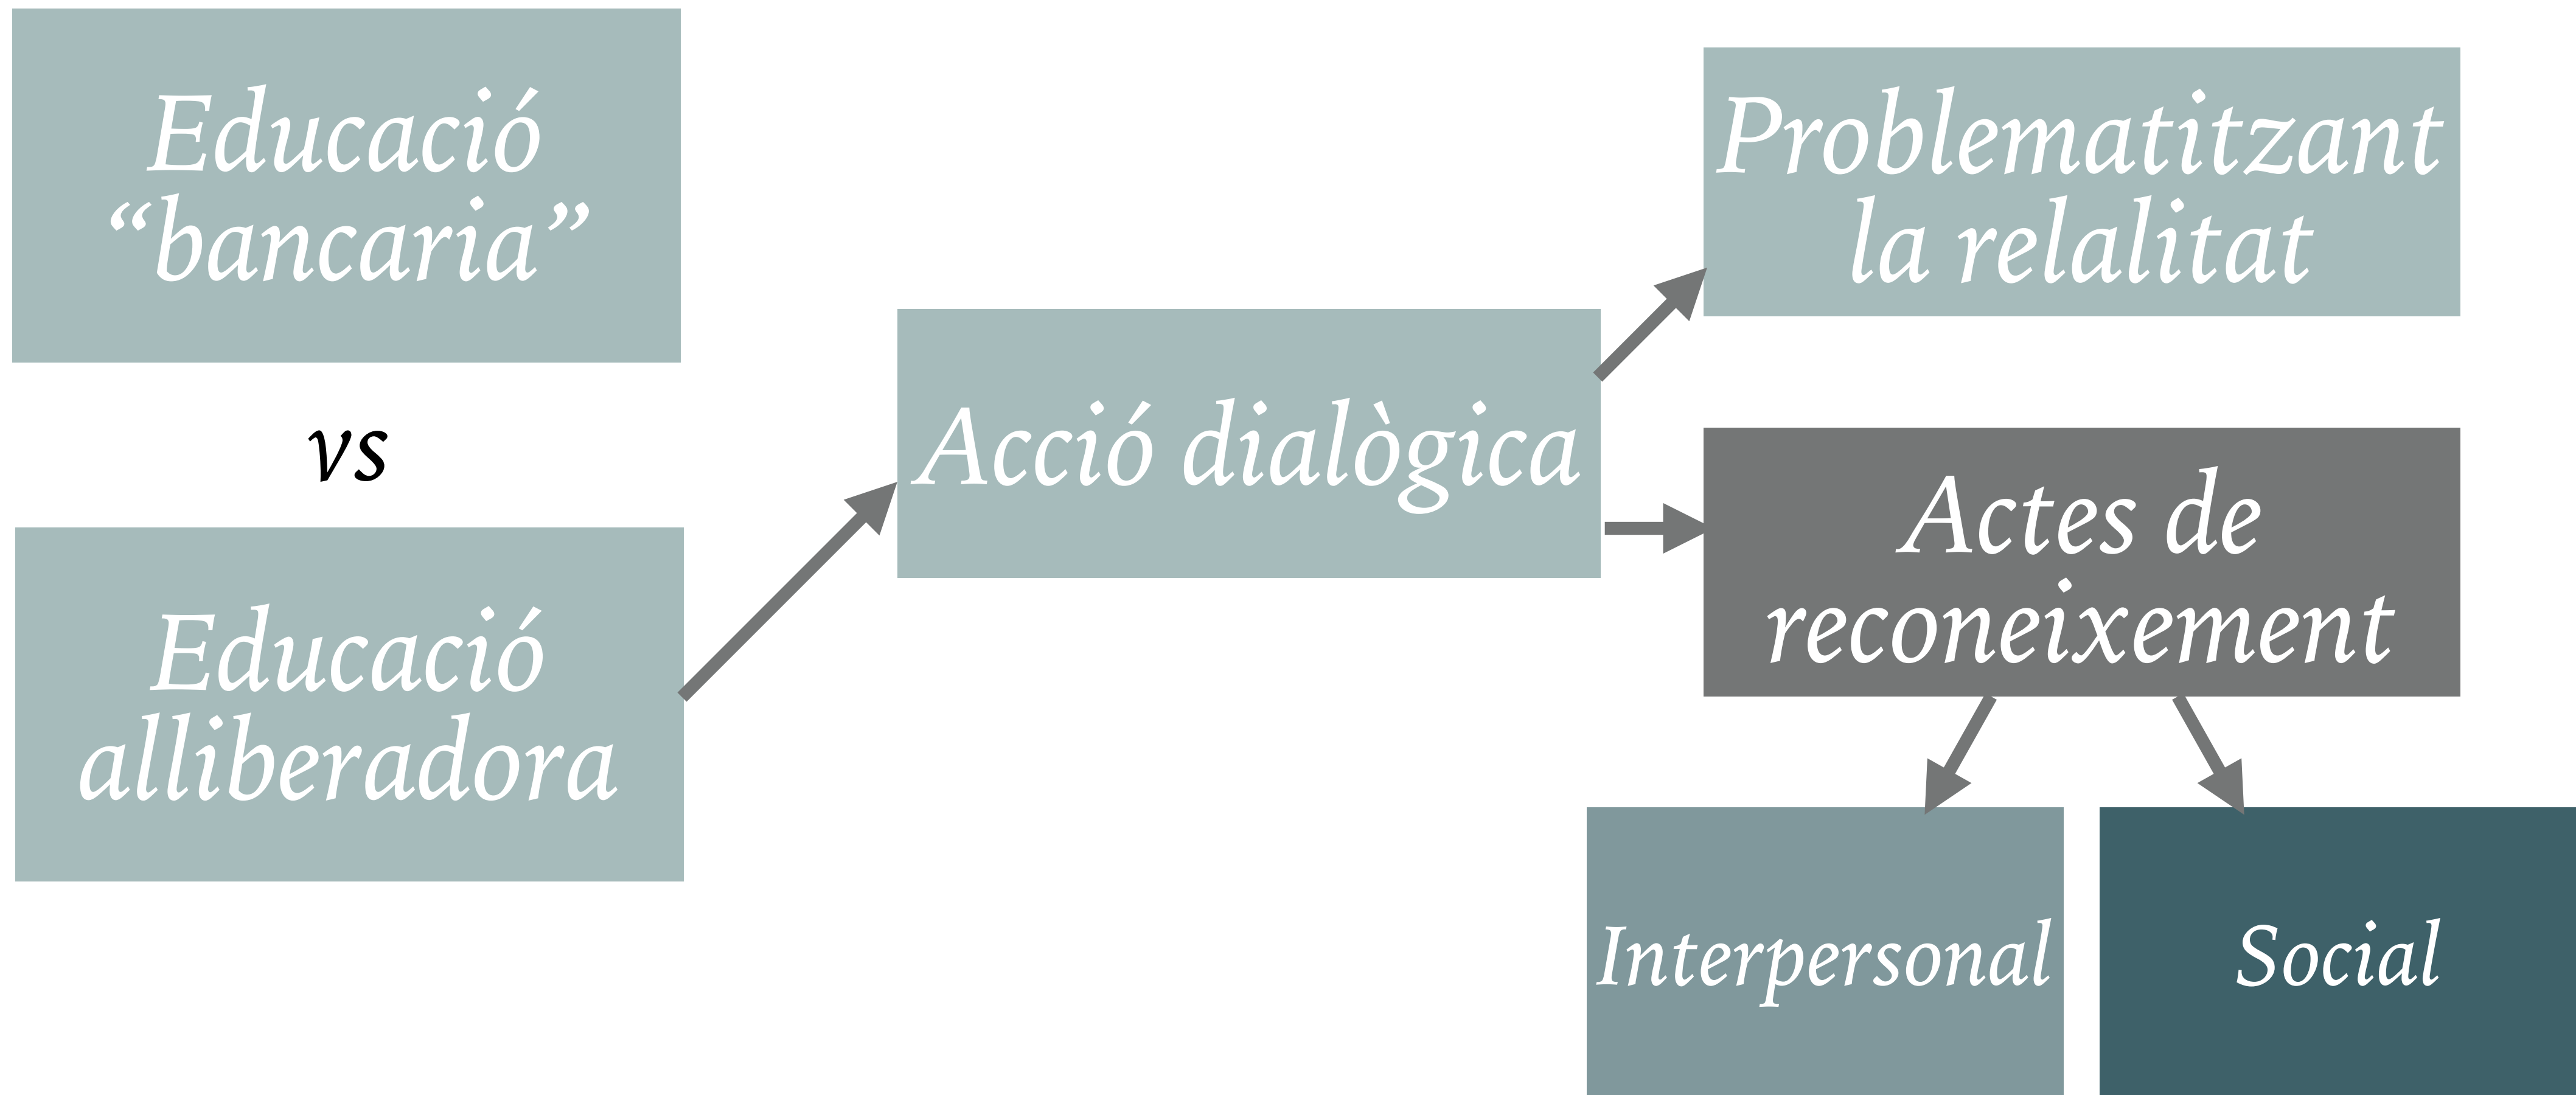 Educació
“bancaria”
vs
Educació
alliberadora
Acció dialògica
Problematitzant
la relalitat
Actes de
reconeixement
Interpersonal
Social